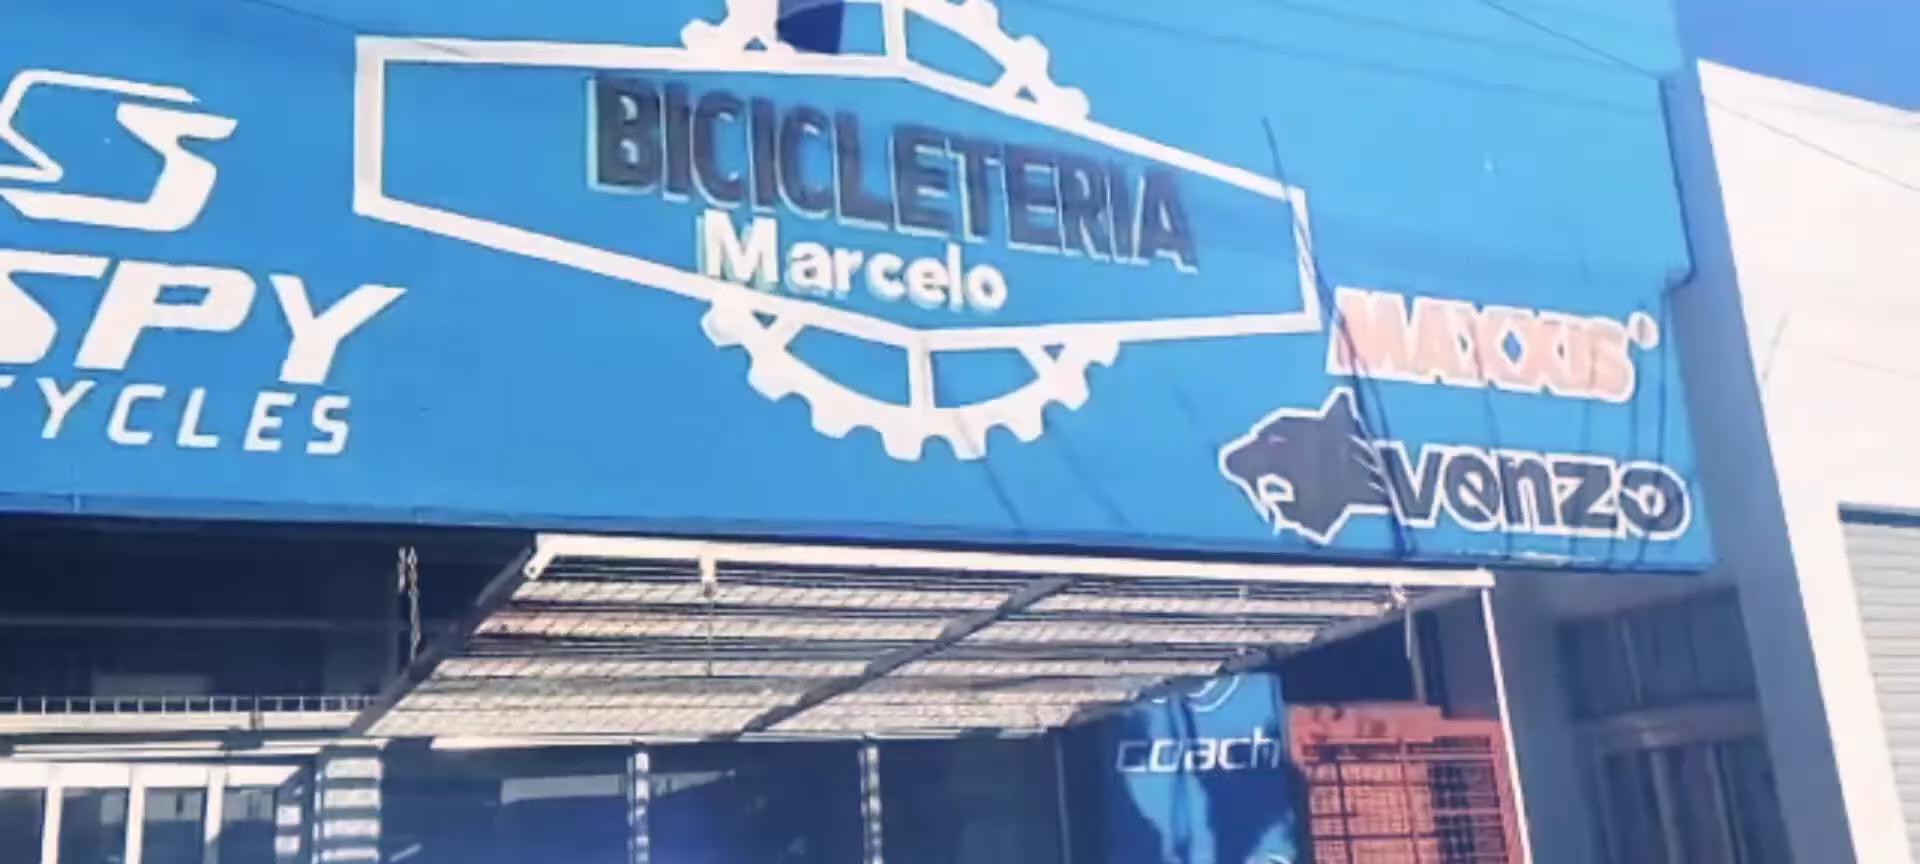 SPY
CYCLES
BICICLETERIA
Marcelo
MAXXIS
venzo
coach